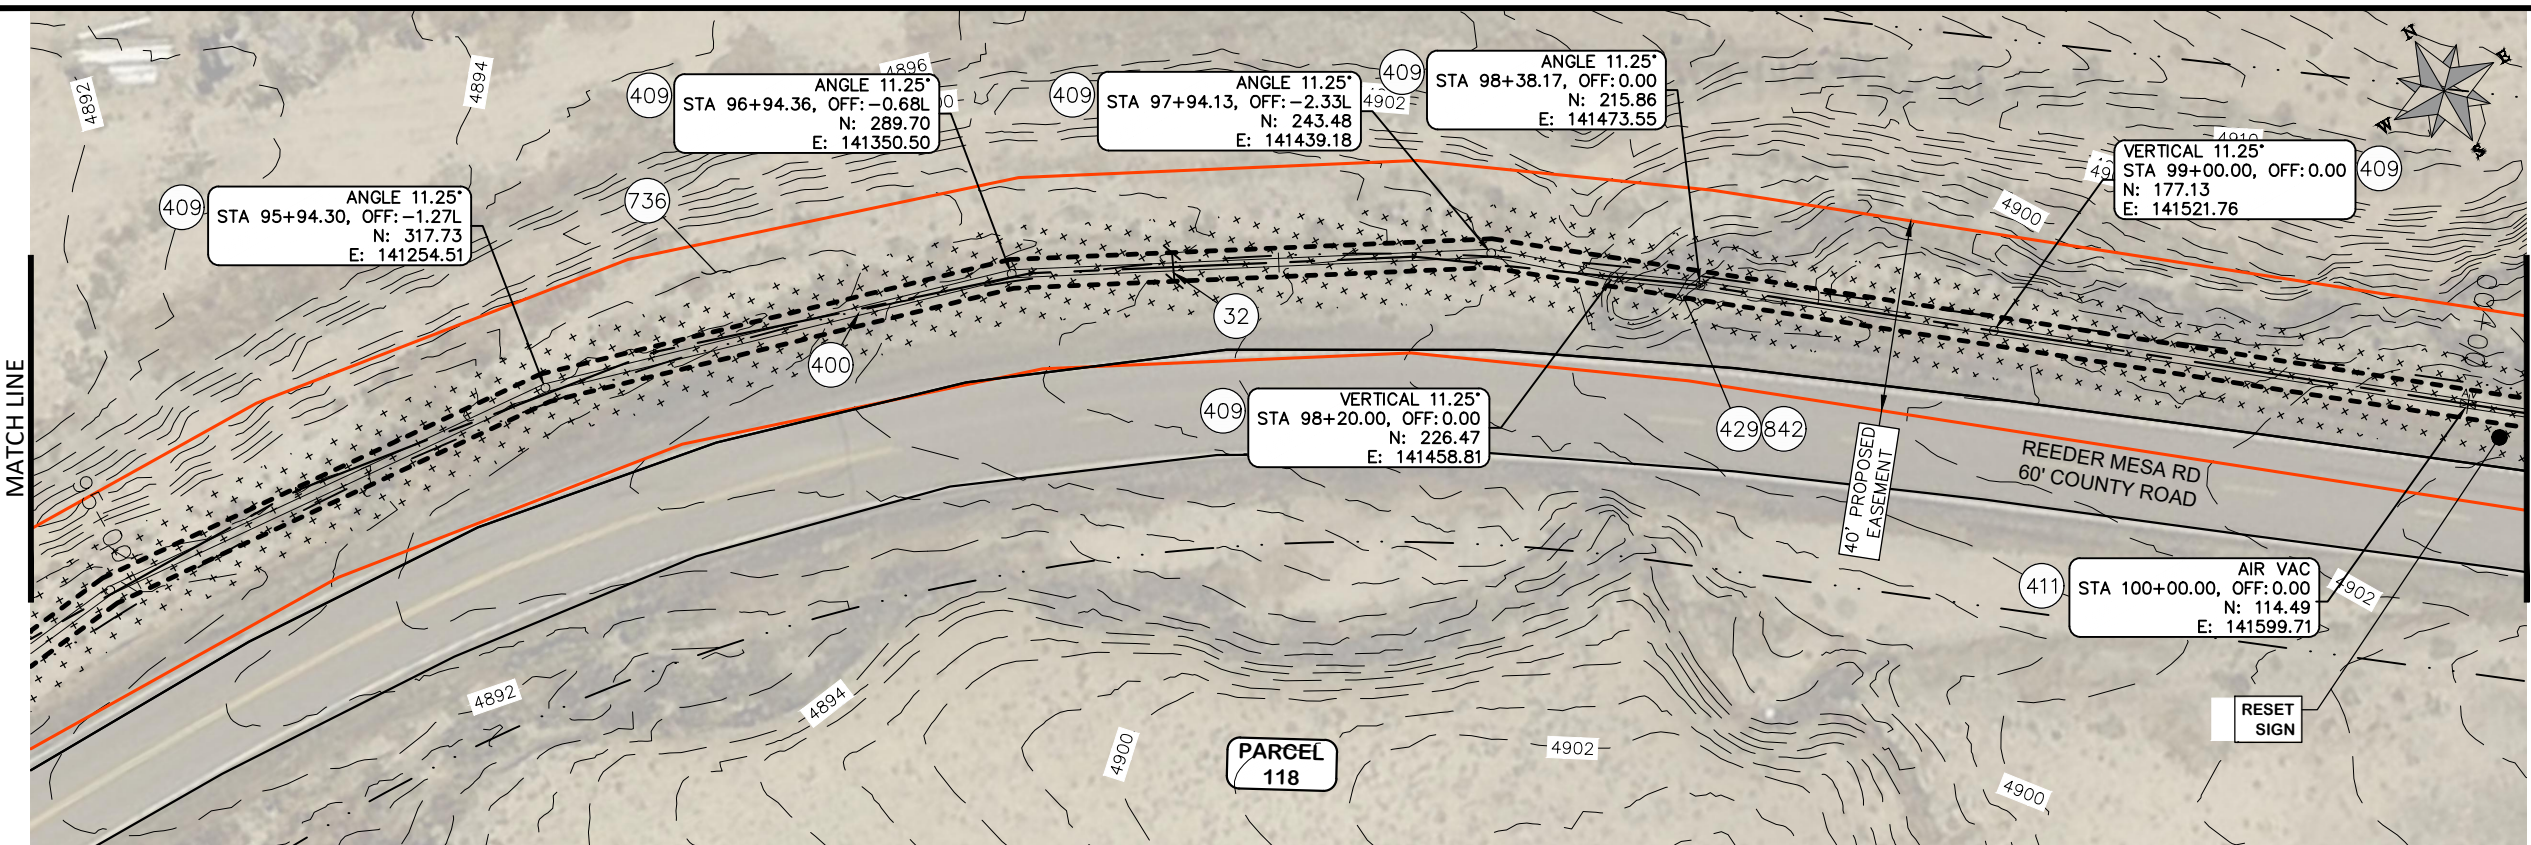 N
E
W
S
4892
4894
4896
409
ANGLE 11.25°
STA 96+94.36, OFF:-0.68L
N: 289.70
E: 141350.50
409
ANGLE 11.25°
STA 97+94.13, OFF:-2.33L
N: 243.48
E: 141439.18
4902
409
ANGLE 11.25°
STA 98+38.17, OFF:0.00
N: 215.86
E: 141473.55
4910
VERTICAL 11.25°
STA 99+00.00, OFF:0.00
N: 177.13
E: 141521.76
409
4900
409
ANGLE 11.25°
STA 95+94.30, OFF:-1.27L
N: 317.73
E: 141254.51
736
32
400
MATCH LINE
95+00
100+00
409
VERTICAL 11.25°
STA 98+20.00, OFF:0.00
N: 226.47
E: 141458.81
429
842
40' PROPOSED
EASEMENT
REEDER MESA RD
60' COUNTY ROAD
411
AIR VAC
STA 100+00.00, OFF:0.00
N: 114.49
E: 141599.71
4902
RESET
SIGN
4892
4894
4900
PARCEL
118
4902
4900